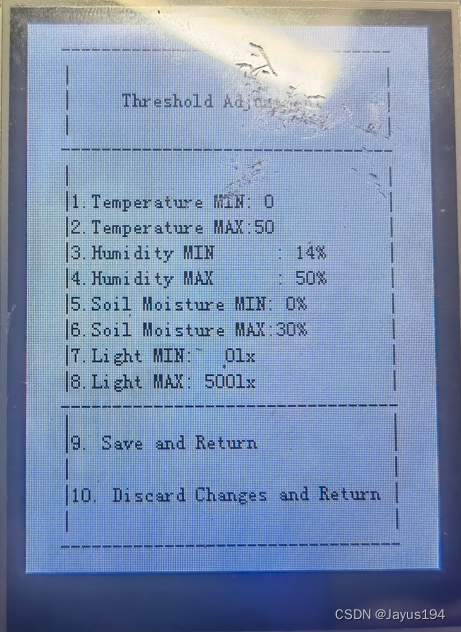 Threshold
1.Temperature MIN: 0
2.Temperature MAX:50
3.Humidity MIN : 14%
4.Humidity MAX : 50%
5.Soil Moisture MIN: 0%
6.Soil Moisture MAX:30%
7.Light MIN: 0lx
8.Light MAX: 500lx
9. Save and Return
10. Discard Changes and Return
CSDN @Jayus194